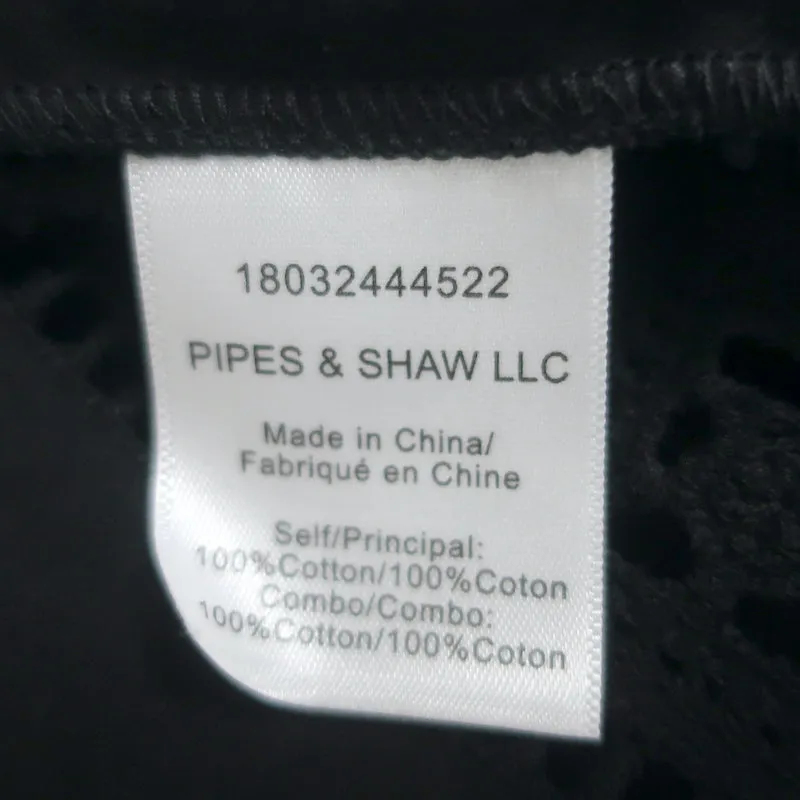 18032444522
PIPES & SHAW LLC
Made in China/
Fabriqué en Chine
Self/Principal:
100%Cotton/100%Coton
Combo/Combo:
100%Cotton/100%Coton